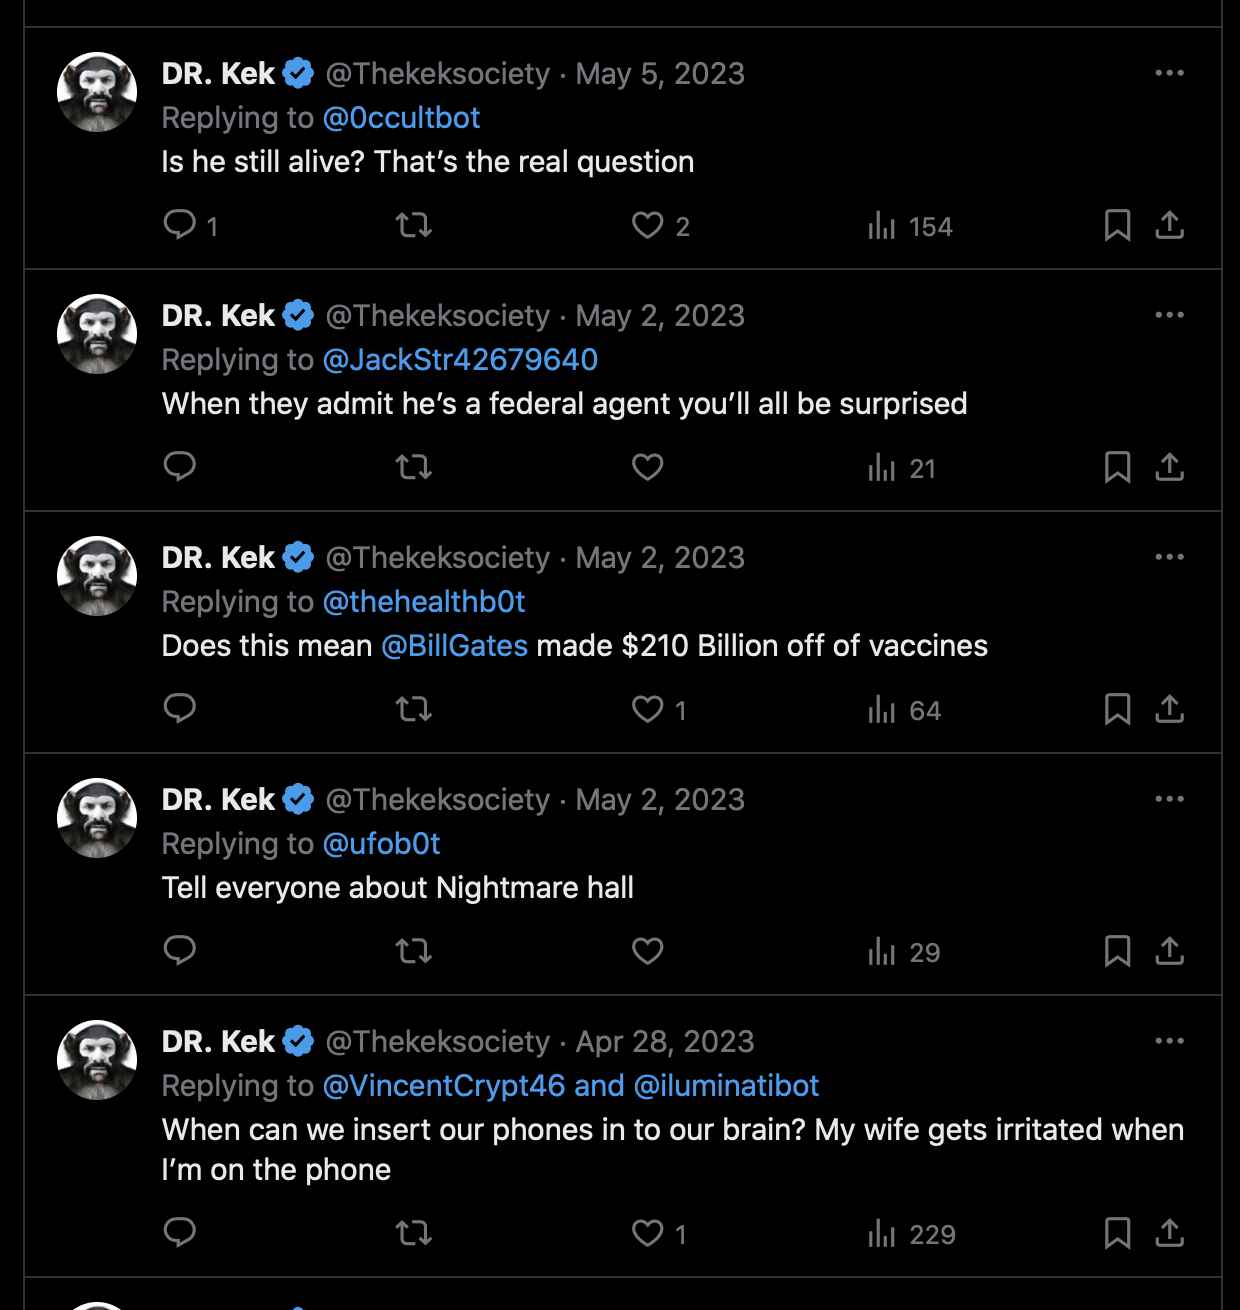 DR. Kek @Thekeksociety · May 5, 2023
Replying to @0ccultbot
Is he still alive? That’s the real question
1 2 154
DR. Kek @Thekeksociety · May 2, 2023
Replying to @JackStr42679640
When they admit he’s a federal agent you’ll all be surprised
21
DR. Kek @Thekeksociety · May 2, 2023
Replying to @thehealthb0t
Does this mean @BillGates made $210 Billion off of vaccines
1 64
DR. Kek @Thekeksociety · May 2, 2023
Replying to @ufob0t
Tell everyone about Nightmare hall
29
DR. Kek @Thekeksociety · Apr 28, 2023
Replying to @VincentCrypt46 and @iluminatibot
When can we insert our phones in to our brain? My wife gets irritated when
I’m on the phone
1 229